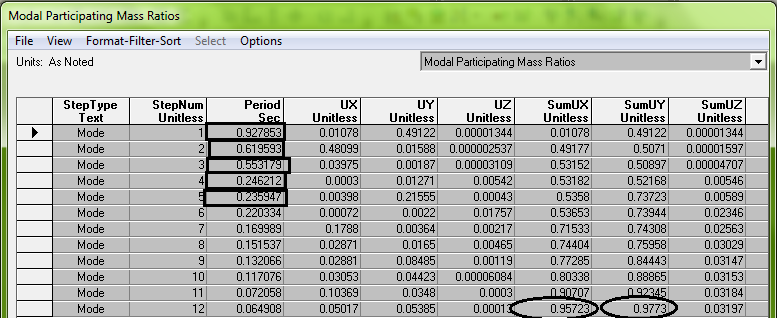 Modal Participating Mass Ratios
File View Format-Filter-Sort Select Options
Units: As Noted
Modal Participating Mass Ratios
StepType StepNum Period UX UY UZ SumUX SumUY SumUZ
Text Unitless Sec Unitless Unitless Unitless Unitless Unitless Unitless
Mode 1 0.927853 0.01078 0.49122 0.00001344 0.01078 0.49122 0.00001344
Mode 2 0.619593 0.48099 0.01588 0.000002537 0.49177 0.5071 0.00001597
Mode 3 0.553179 0.03975 0.00187 0.00003109 0.53152 0.50897 0.00004707
Mode 4 0.246212 0.0003 0.01271 0.00542 0.53182 0.52168 0.00546
Mode 5 0.235947 0.00398 0.21555 0.00043 0.5358 0.73723 0.00589
Mode 6 0.220334 0.00072 0.0022 0.01757 0.53653 0.73944 0.02346
Mode 7 0.169989 0.1788 0.00364 0.00217 0.71533 0.74308 0.02563
Mode 8 0.151537 0.02871 0.0165 0.00465 0.74404 0.75958 0.03029
Mode 9 0.132066 0.02881 0.08485 0.00119 0.77285 0.84443 0.03147
Mode 10 0.117076 0.03053 0.04423 0.00006084 0.80338 0.88865 0.03153
Mode 11 0.072058 0.10369 0.0348 0.0003 0.90707 0.92345 0.03184
Mode 12 0.064908 0.05017 0.05385 0.00013 0.95723 0.9773 0.03197